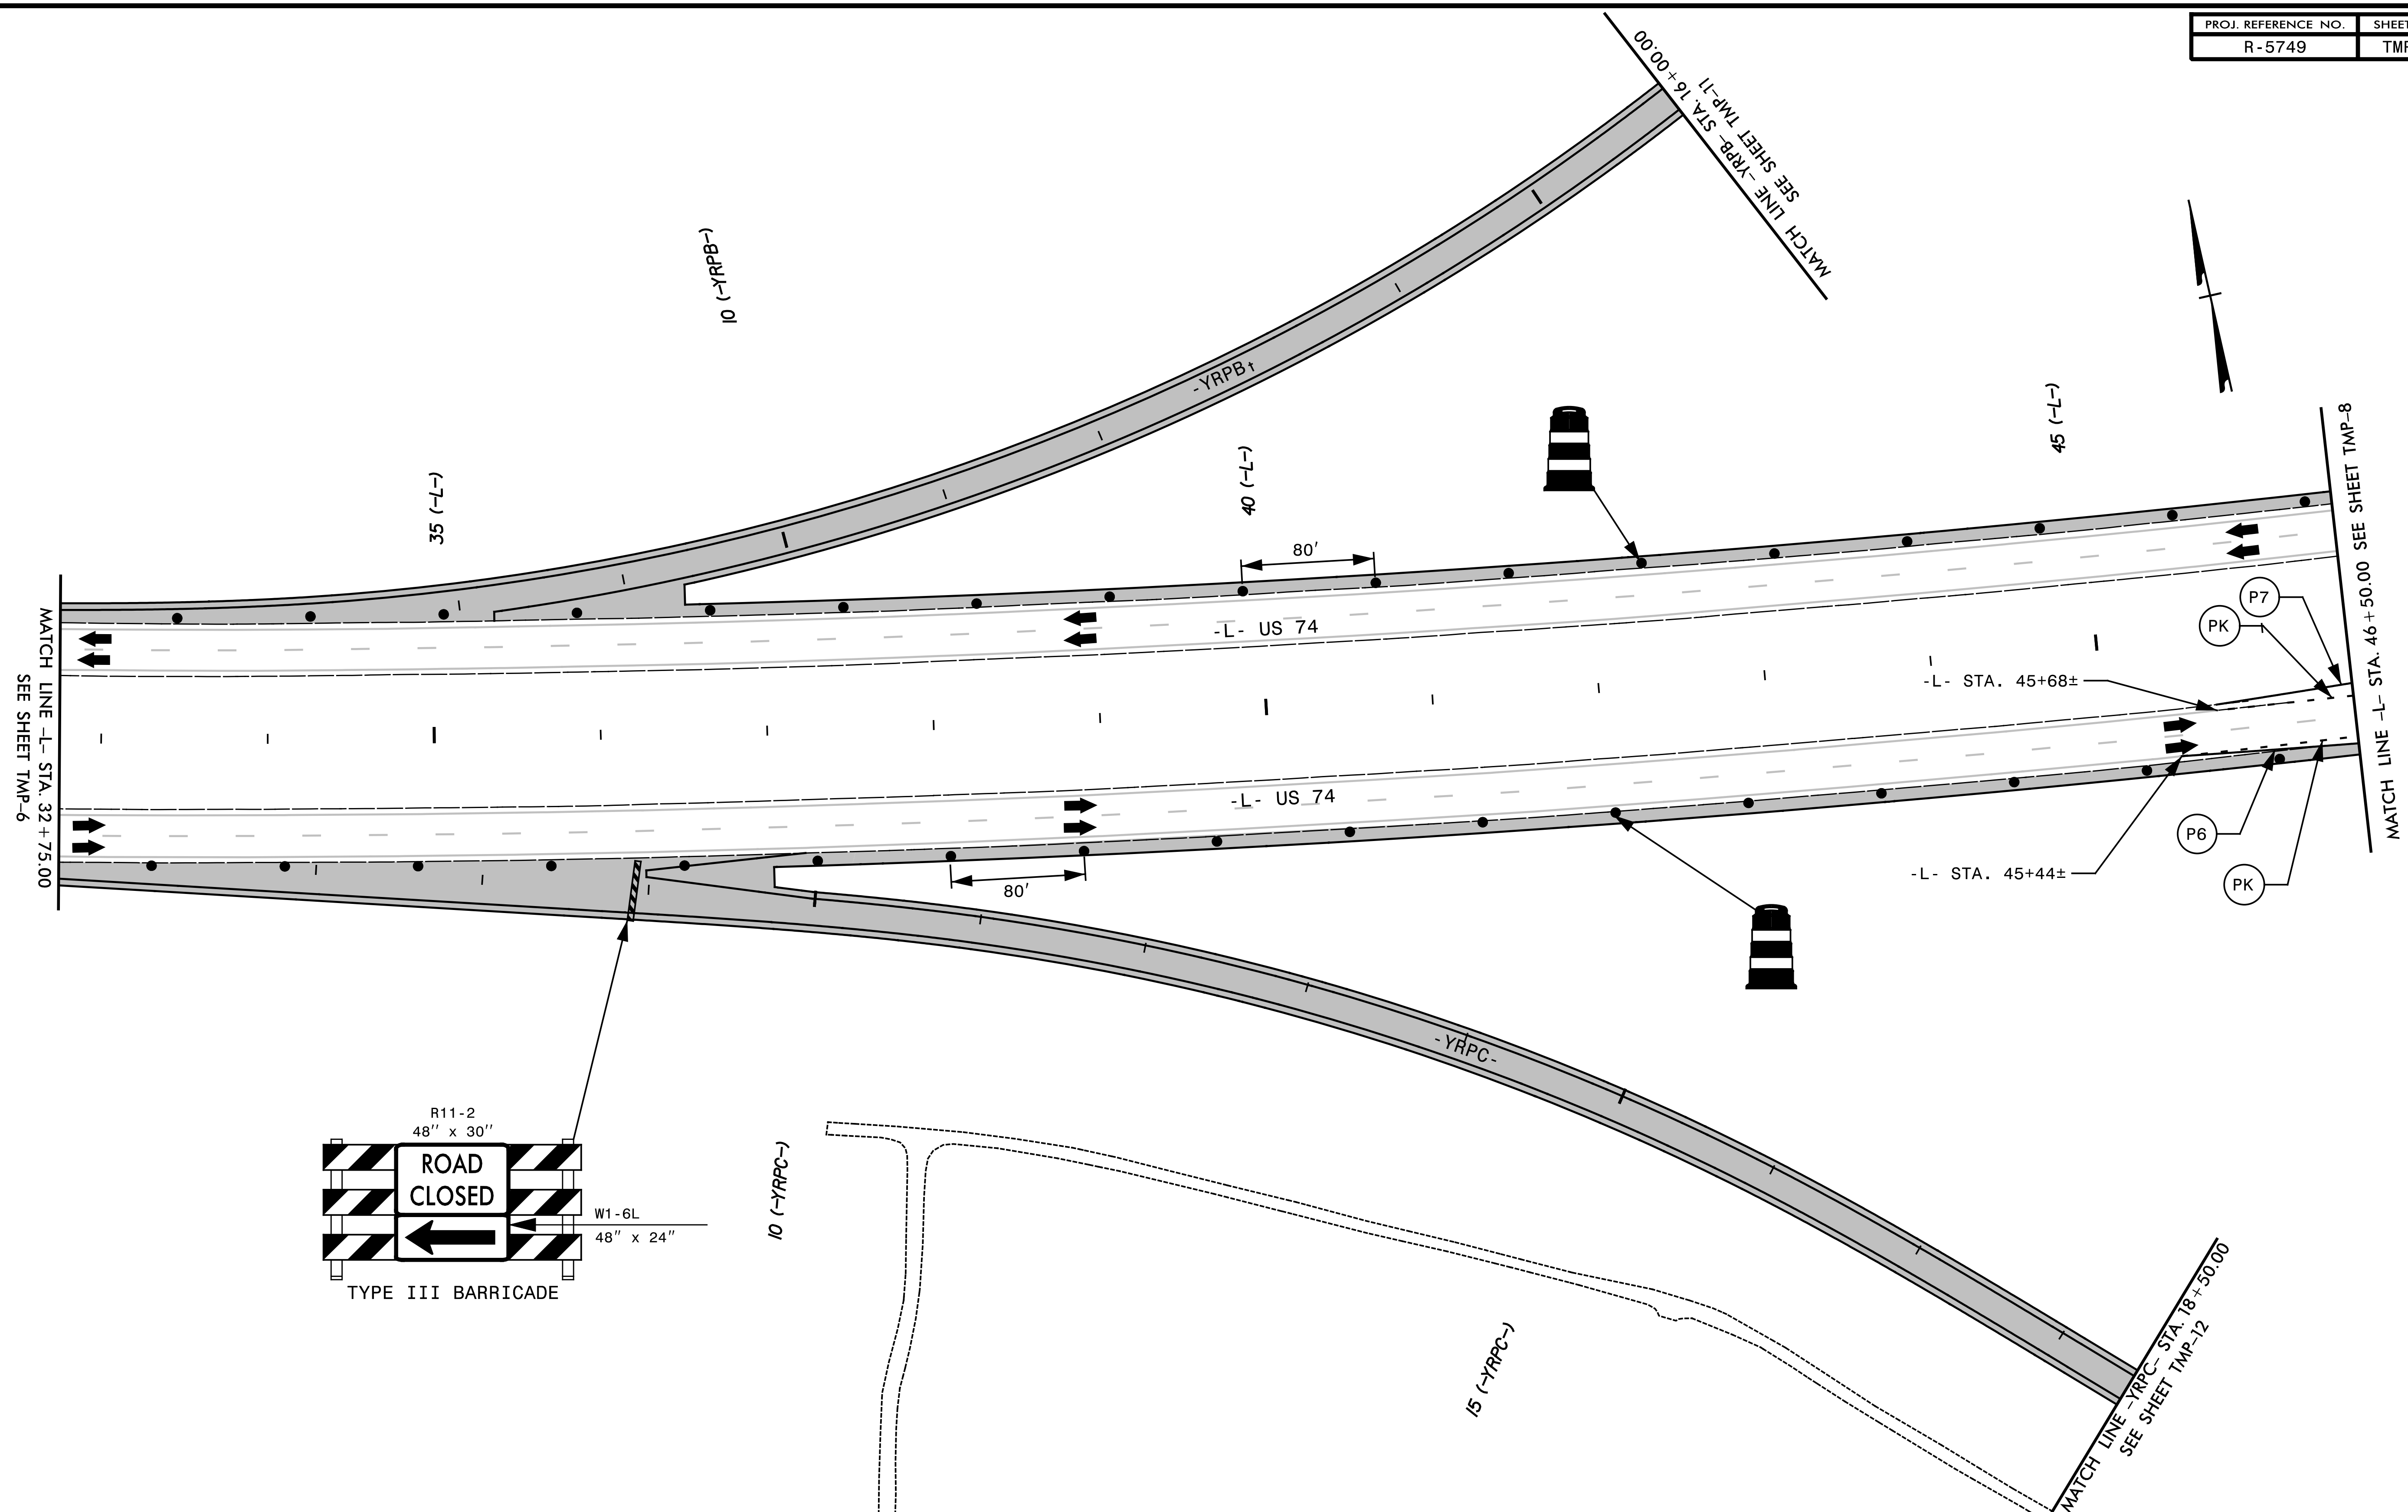 PROJ. REFERENCE NO.
SHEET
R-5749
TMP
MATCH LINE -YRPB- STA. 16+00.00
SEE SHEET TMP-11
10 (-YRPB-)
-YRPB-
35 (-L-)
40 (-L-)
45 (-L-)
80'
MATCH LINE -L- STA. 46+50.00 SEE SHEET TMP-8
-L- US 74
P7
PK
-L- STA. 45+68±
MATCH LINE -L- STA. 32+75.00
SEE SHEET TMP-6
-L- US 74
80'
P6
-L- STA. 45+44±
PK
-YRPC-
R11-2
48" x 30"
ROAD
CLOSED
W1-6L
48" x 24"
TYPE III BARRICADE
10 (-YRPC-)
15 (-YRPC-)
MATCH LINE -YRPC- STA. 18+50.00
SEE SHEET TMP-12